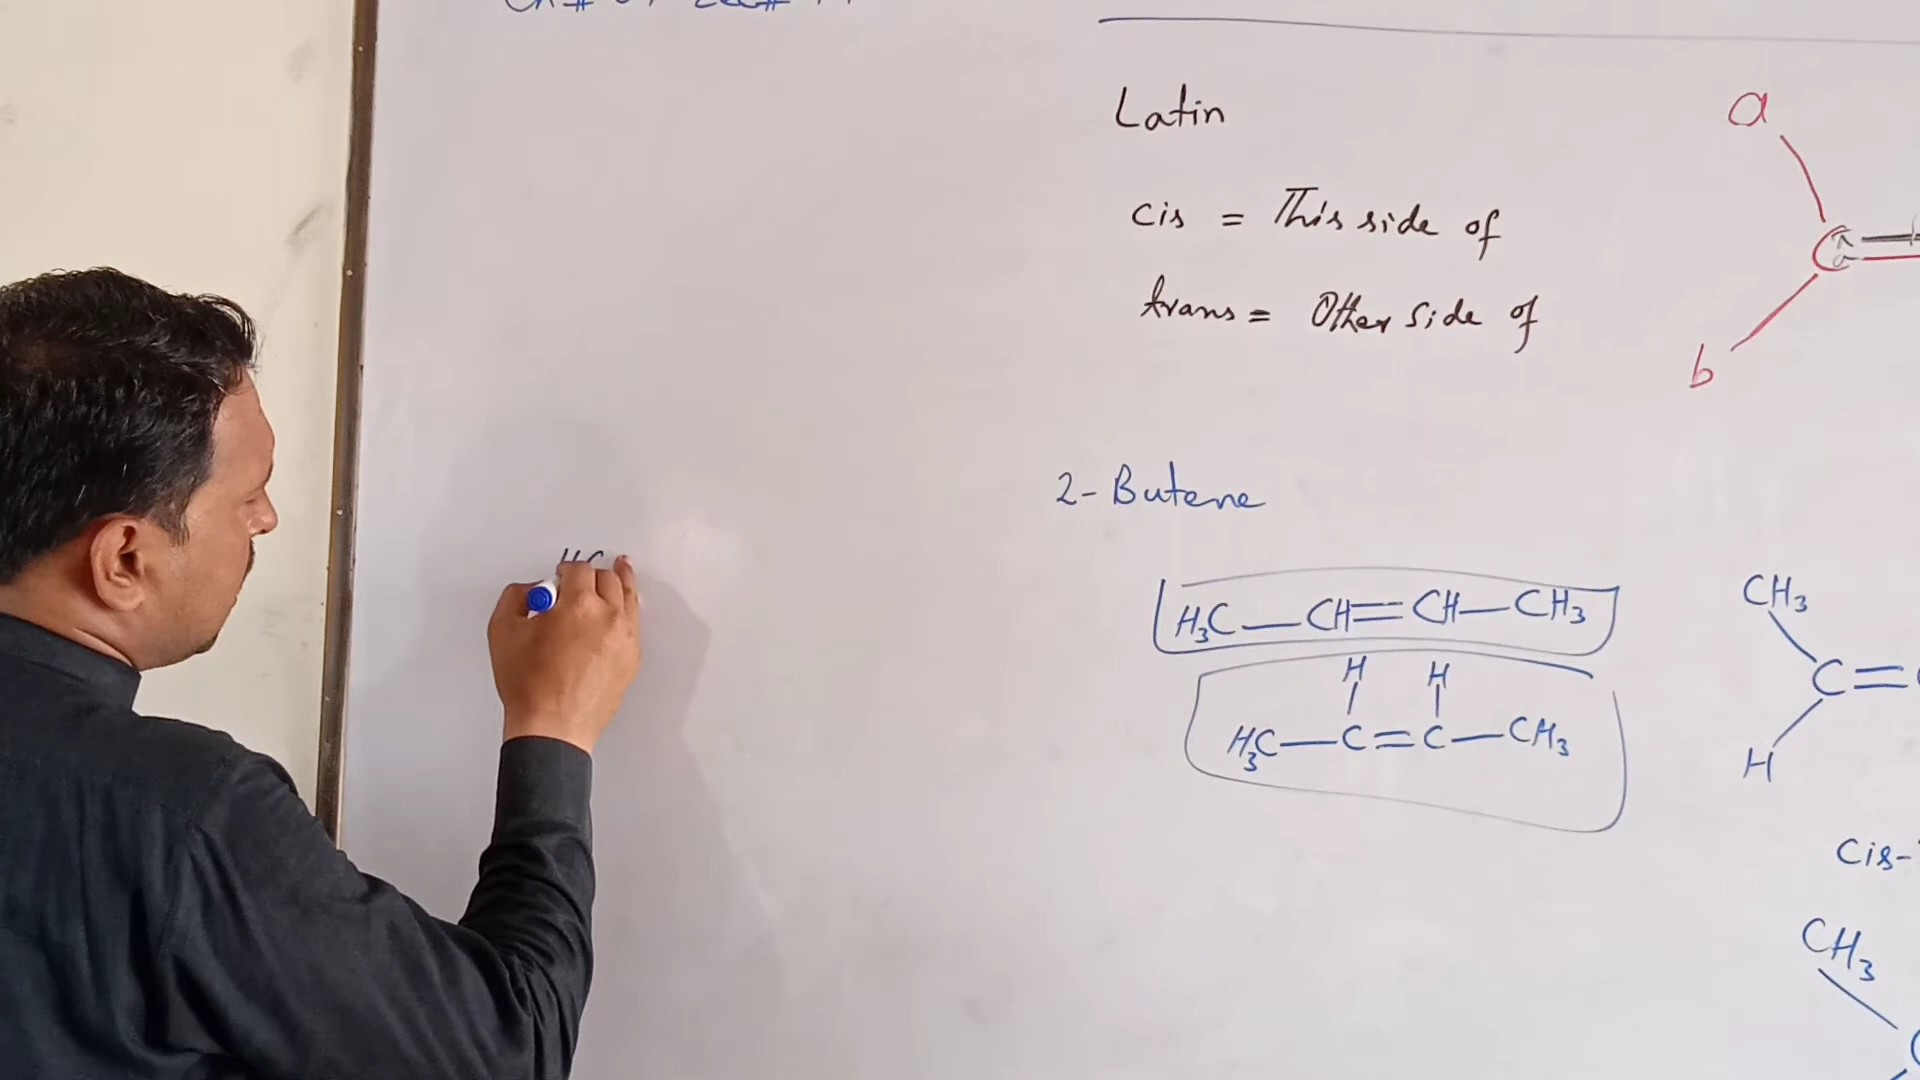 Latin
a
cis = This side of
trans = Other side of
C
b
2- Butene
H3C — CH = CH — CH3
H H
H3C — C = C — CH3
CH3
C =
H
HC
Cis-
CH3